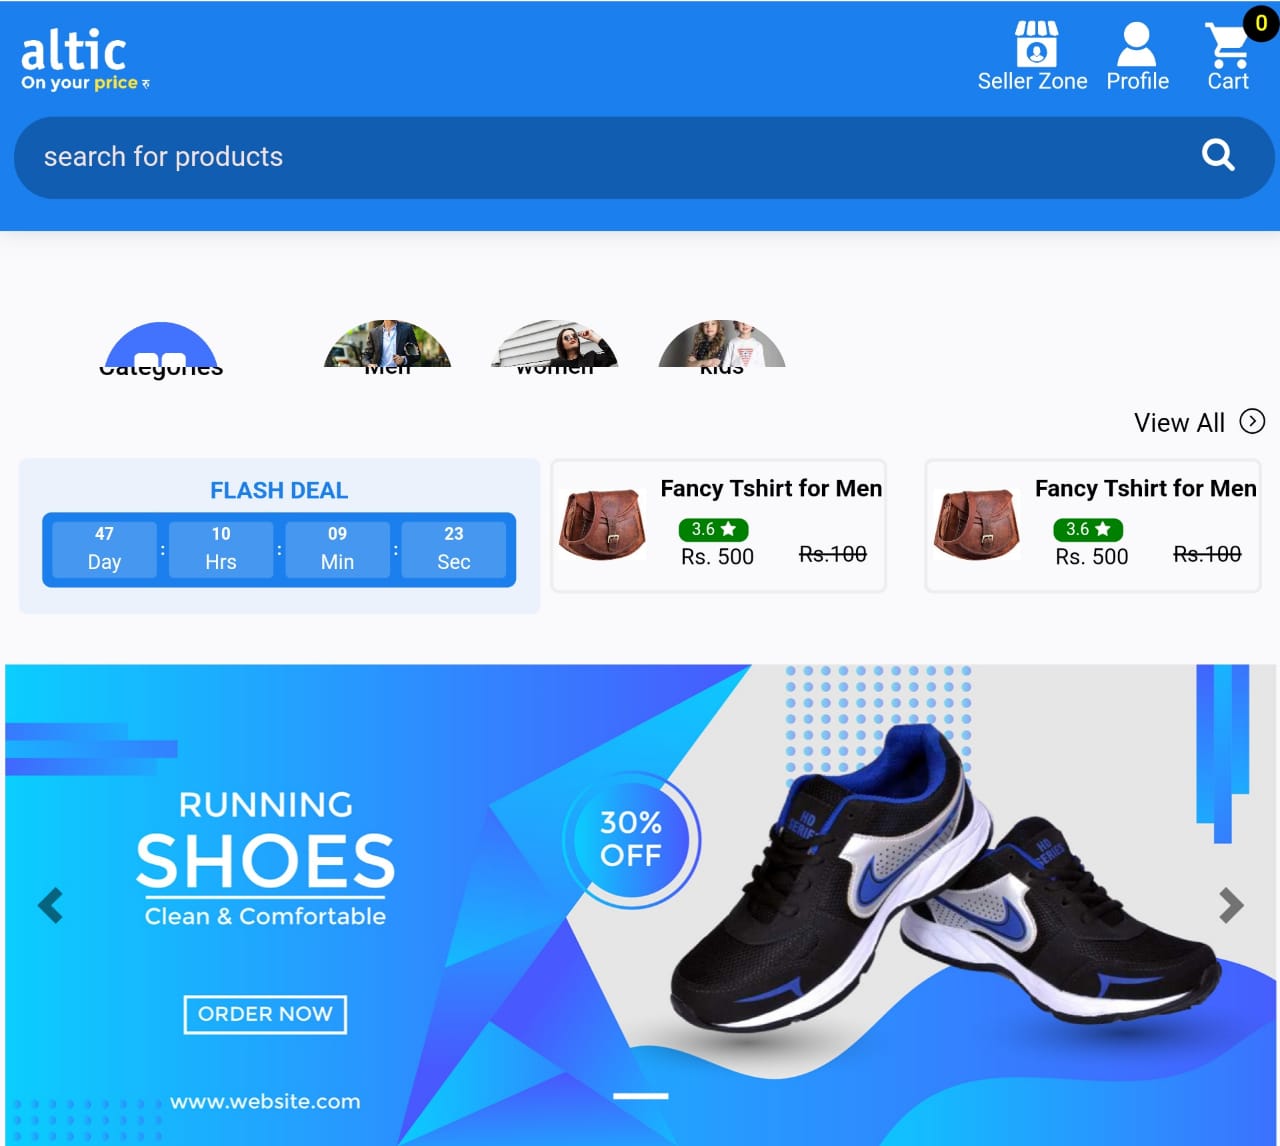 altic
On your price
Seller Zone
Profile
Cart
0
search for products
Categories
Men
women
kids
View All
FLASH DEAL
47 : 10 : 09 : 23
Day Hrs Min Sec
Fancy Tshirt for Men
3.6
Rs. 500 Rs.100
Fancy Tshirt for Men
3.6
Rs. 500 Rs.100
RUNNING
SHOES
Clean & Comfortable
30%
OFF
ORDER NOW
www.website.com
HD
SERIES
HD
SERIES